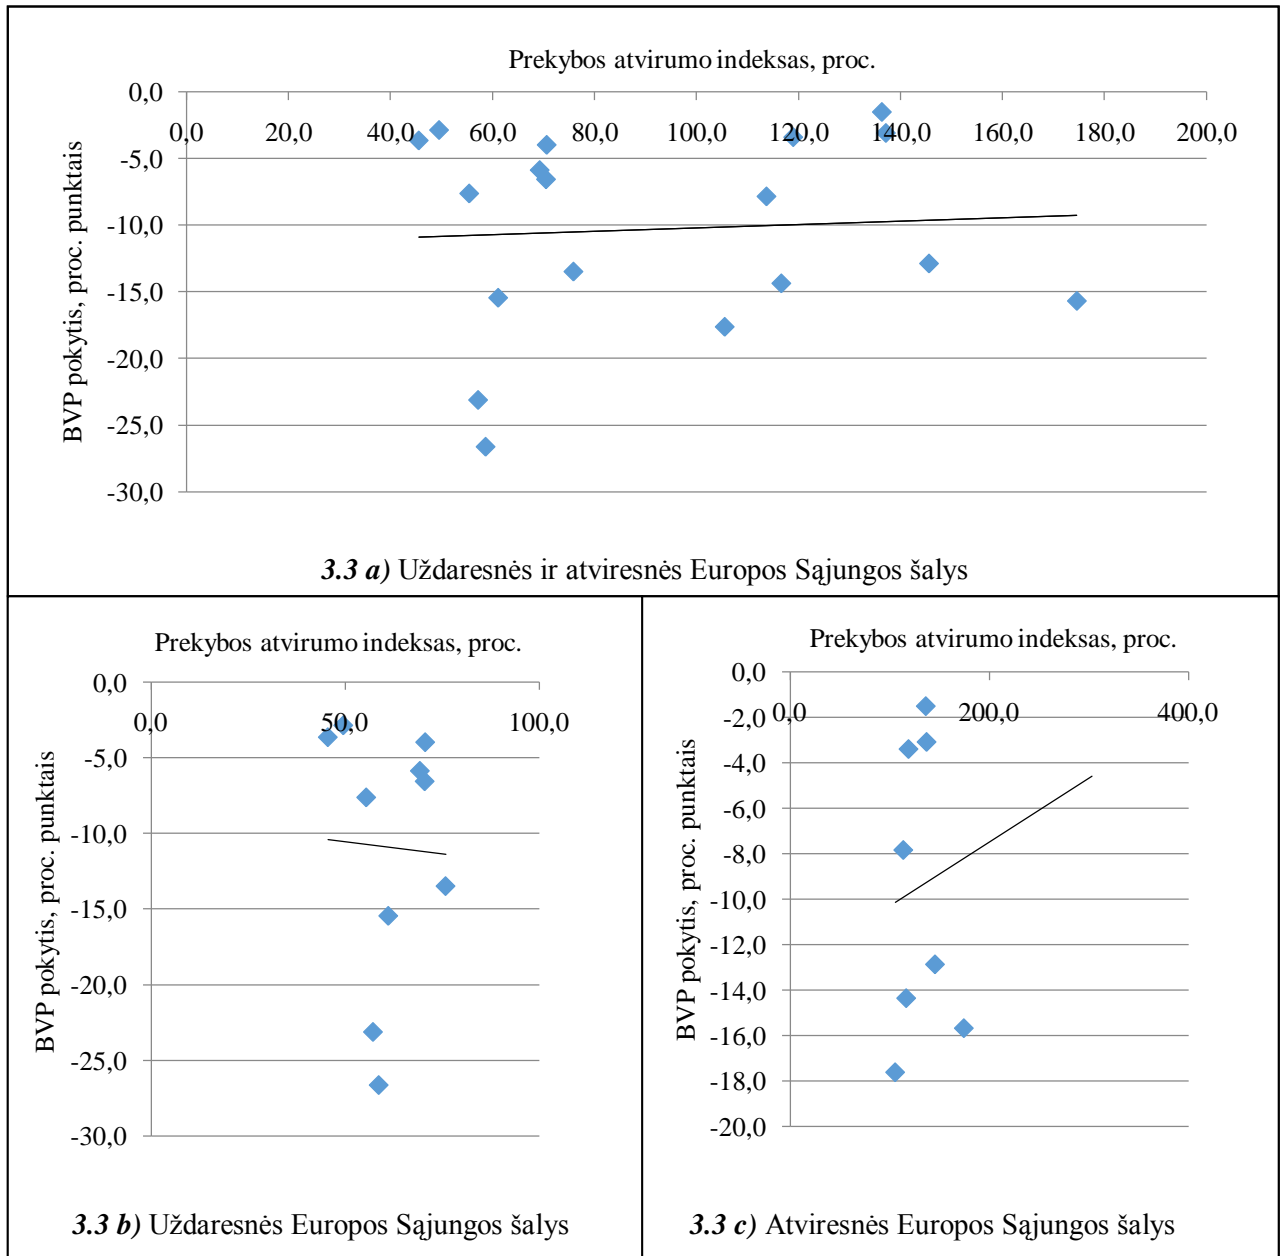 Prekybos atvirumo indeksas, proc.
0,0
0,0 20,0 40,0 60,0 80,0 100,0 120,0 140,0 160,0 180,0 200,0
-5,0
-10,0
-15,0
-20,0
-25,0
-30,0
BVP pokytis, proc. punktais
3.3 a) Uždaresnės ir atviresnės Europos Sąjungos šalys
Prekybos atvirumo indeksas, proc.
0,0
0,0 50,0 100,0
-5,0
-10,0
-15,0
-20,0
-25,0
-30,0
BVP pokytis, proc. punktais
3.3 b) Uždaresnės Europos Sąjungos šalys
Prekybos atvirumo indeksas, proc.
0,0
0,0 200,0 400,0
-2,0
-4,0
-6,0
-8,0
-10,0
-12,0
-14,0
-16,0
-18,0
-20,0
BVP pokytis, proc. punktais
3.3 c) Atviresnės Europos Sąjungos šalys